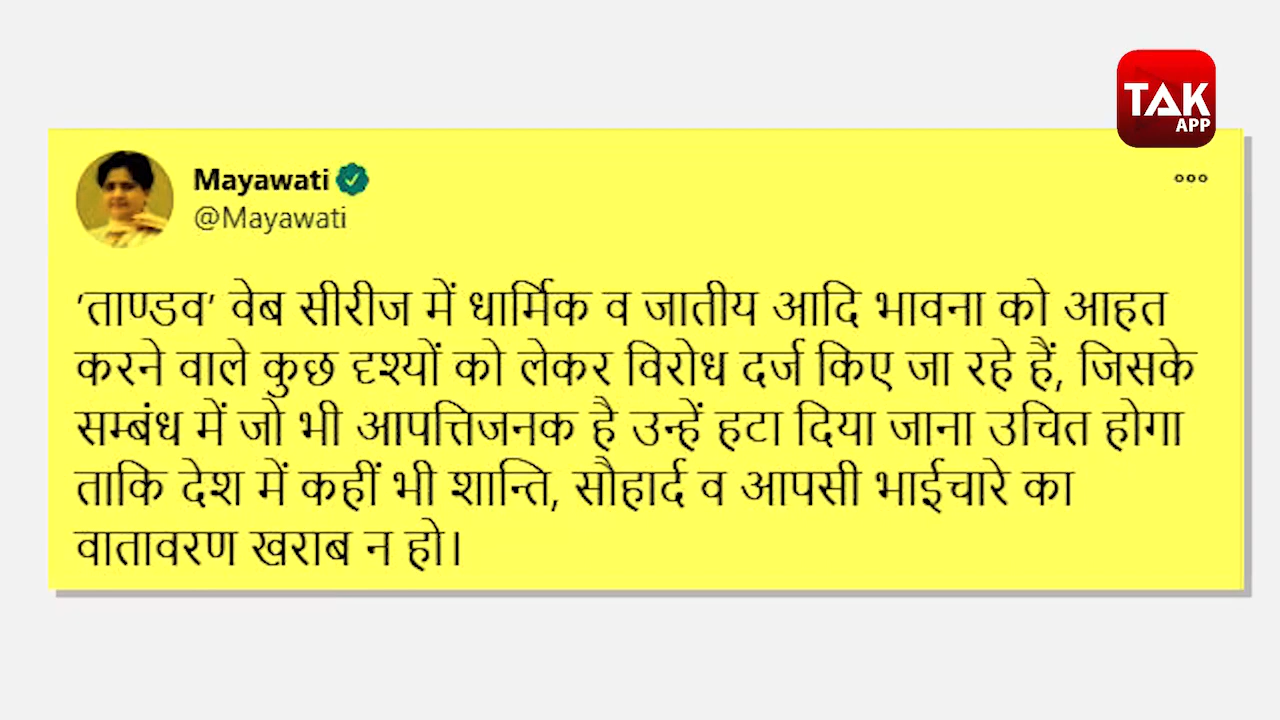 TAK
APP
Mayawati
@Mayawati
'ताण्डव' वेब सीरीज में धार्मिक व जातीय आदि भावना को आहत
करने वाले कुछ दृश्यों को लेकर विरोध दर्ज किए जा रहे हैं, जिसके
सम्बंध में जो भी आपत्तिजनक है उन्हें हटा दिया जाना उचित होगा
ताकि देश में कहीं भी शान्ति, सौहार्द व आपसी भाईचारे का
वातावरण खराब न हो।